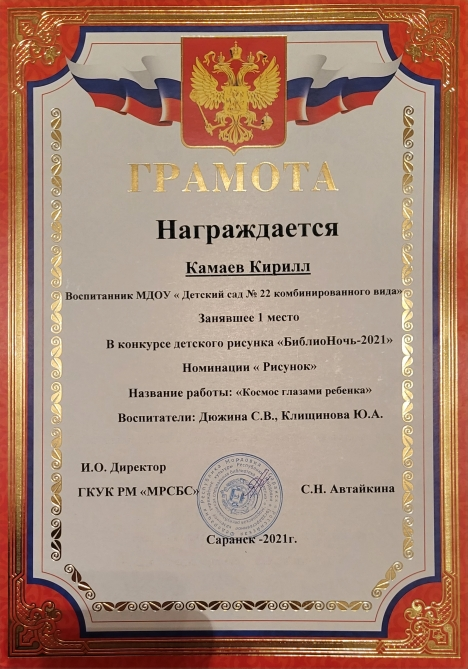 ГРАМОТА
Награждается
Камаев Кирилл
Воспитанник МДОУ « Детский сад № 22 комбинированного вида»
Занявшее 1 место
В конкурсе детского рисунка «БиблиоНочь-2021»
Номинации « Рисунок»
Название работы: «Космос глазами ребенка»
Воспитатели: Дюжина С.В., Клищинова Ю.А.
И.О. Директор
ГКУК РМ «МРСБС» С.Н. Автайкина
Саранск -2021г.